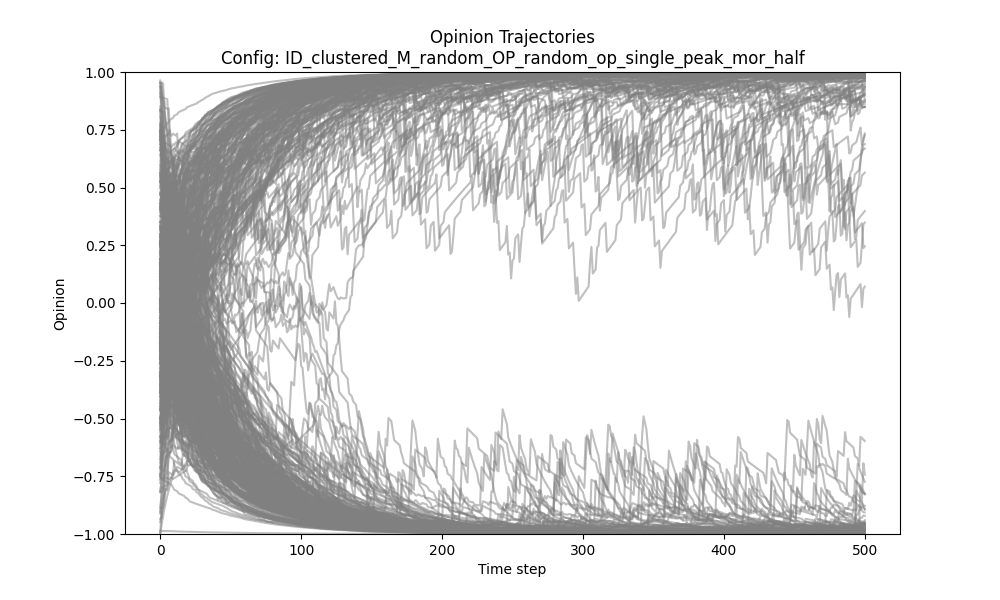 Opinion Trajectories
Config: ID_clustered_M_random_OP_random_op_single_peak_mor_half
1.00
0.75
0.50
0.25
0.00
−0.25
−0.50
−0.75
−1.00
Opinion
0 100 200 300 400 500
Time step